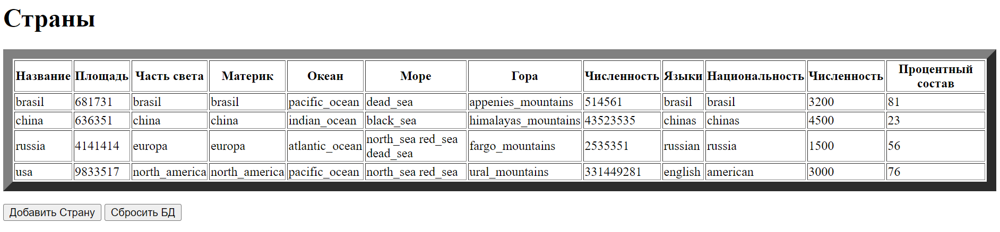 Страны
Название Площадь Часть света Материк Океан Море Гора Численность Языки Национальность Численность Процентный состав
brasil 681731 brasil brasil pacific_ocean dead_sea appenies_mountains 514561 brasil brasil 3200 81
china 636351 china china indian_ocean black_sea himalayas_mountains 43523535 chinas chinas 4500 23
russia 4141414 europa europa atlantic_ocean north_sea red_sea dead_sea fargo_mountains 2535351 russian russia 1500 56
usa 9833517 north_america north_america pacific_ocean north_sea red_sea ural_mountains 331449281 english american 3000 76
Добавить Страну Сбросить БД